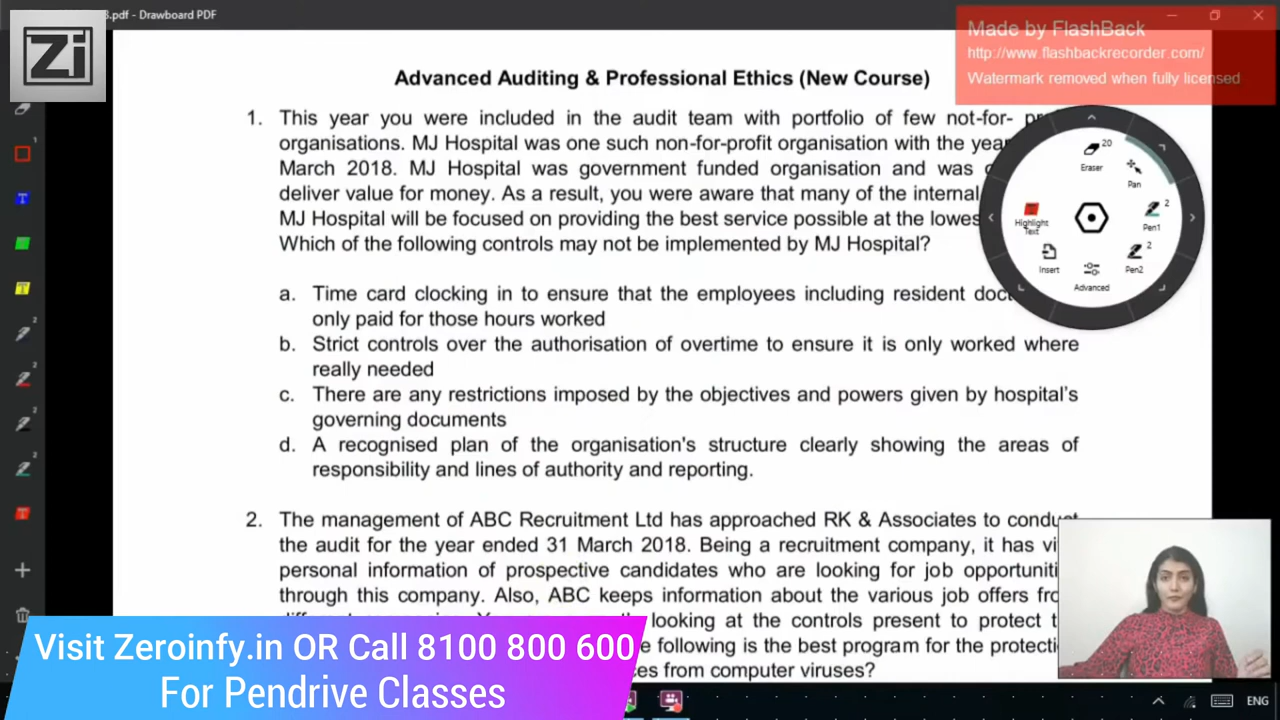 .pdf - Drawboard PDF
Zi
Made by FlashBack
http://www.flashbackrecorder.com/
Watermark removed when fully licensed
Advanced Auditing & Professional Ethics (New Course)
1. This year you were included in the audit team with portfolio of few not-for-
organisations. MJ Hospital was one such non-for-profit organisation with the year
March 2018. MJ Hospital was government funded organisation and was
deliver value for money. As a result, you were aware that many of the internal
MJ Hospital will be focused on providing the best service possible at the lowes
Which of the following controls may not be implemented by MJ Hospital?
a. Time card clocking in to ensure that the employees including resident
only paid for those hours worked
b. Strict controls over the authorisation of overtime to ensure it is only worked where
really needed
c. There are any restrictions imposed by the objectives and powers given by hospital's
governing documents
d. A recognised plan of the organisation's structure clearly showing the areas of
responsibility and lines of authority and reporting.
2. The management of ABC Recruitment Ltd has approached RK & Associates to conduct
the audit for the year ended 31 March 2018. Being a recruitment company, it has
personal information of prospective candidates who are looking for job opportuniti
through this company. Also, ABC keeps information about the various job offers
looking at the controls present to protect
following is the best program for the protecti
from computer viruses?
Eraser
20
Pan
Pen1
2
Pen2
2
Advanced
Insert
Highlight
Text
Visit Zeroinfy.in OR Call 8100 800 600
For Pendrive Classes
ENG